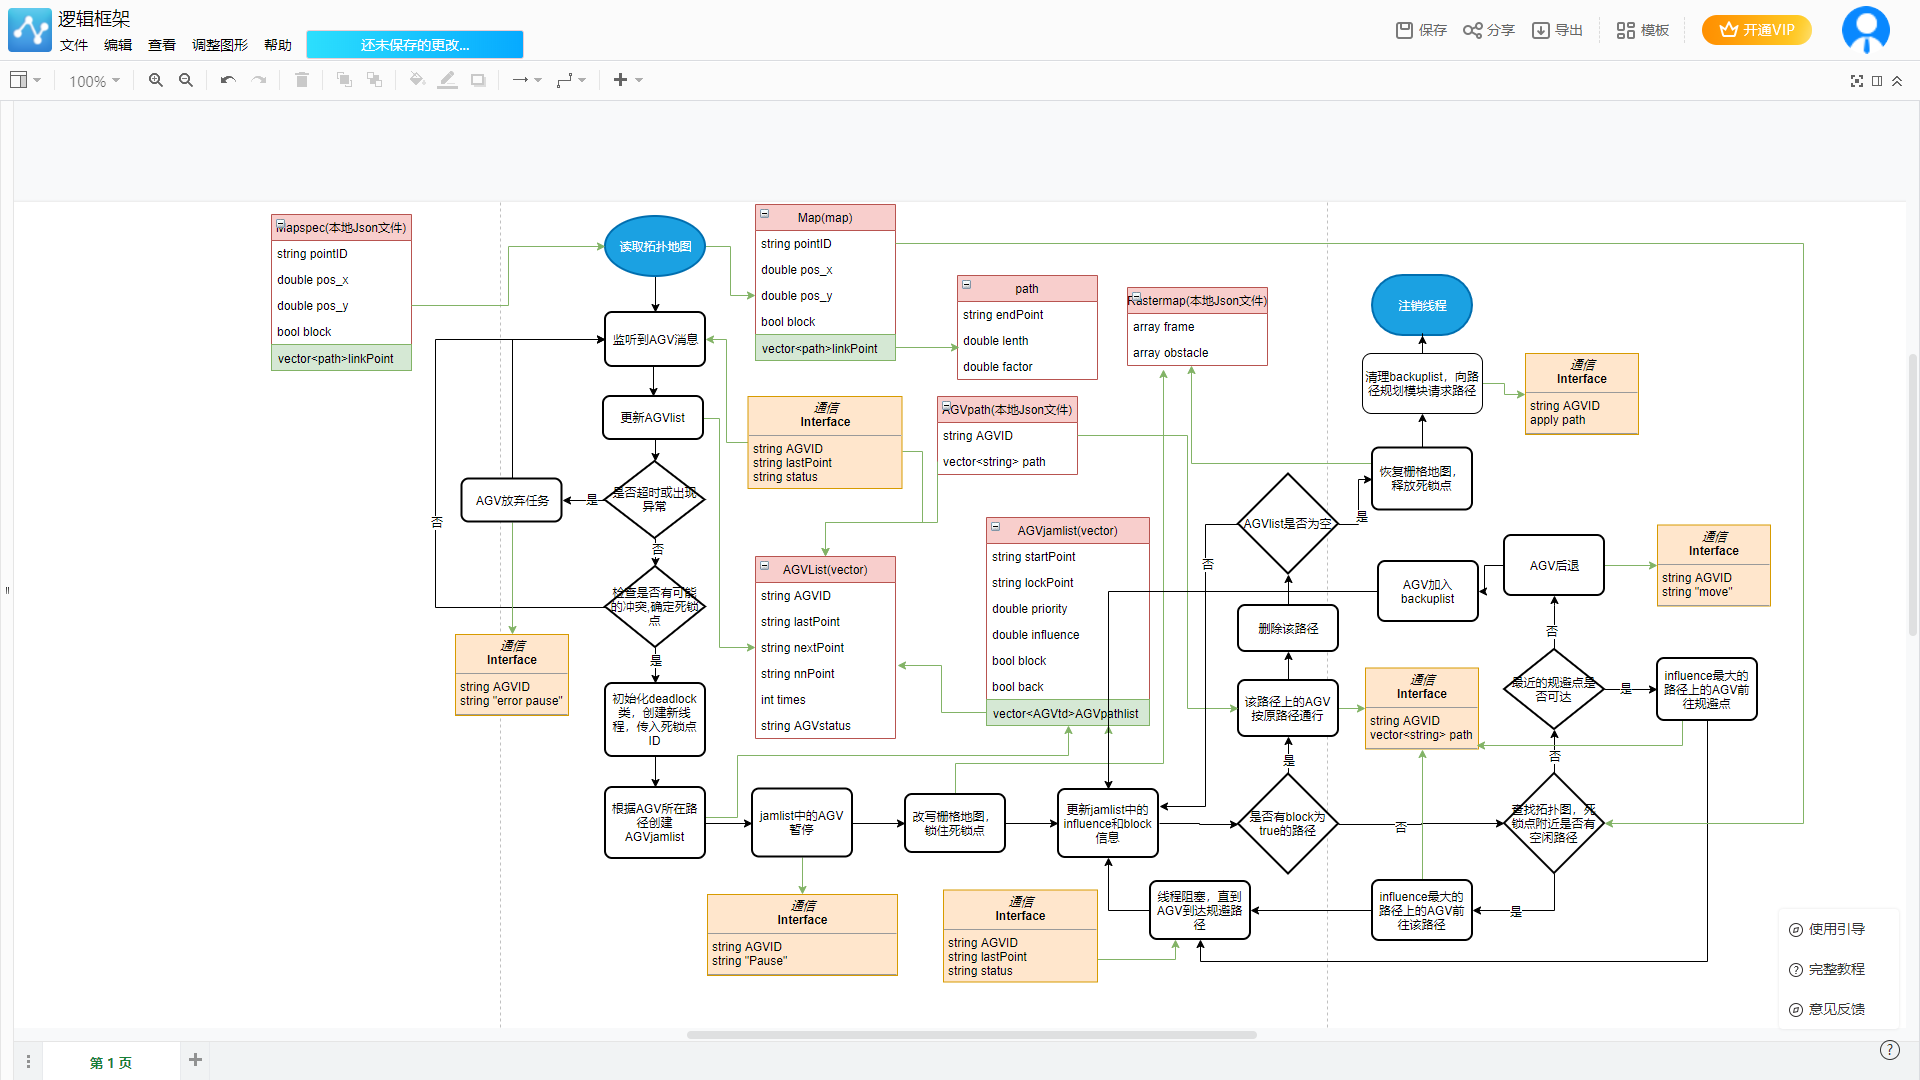 逻辑框架
文件 编辑 查看 调整图形 帮助
还未保存的更改...
保存 分享 导出 模板 开通VIP
100%
Mapspec(本地Json文件)
string pointID
double pos_x
double pos_y
bool block
vector<path>linkPoint
读取拓扑地图
Map(map)
string pointID
double pos_x
double pos_y
bool block
vector<path>linkPoint
path
string endPoint
double lenth
double factor
Rastermap(本地Json文件)
array frame
array obstacle
注销线程
监听到AGV消息
清理backuplist，向路
径规划模块请求路径
通信
Interface
string AGVID
apply path
更新AGVlist
通信
Interface
string AGVID
string lastPoint
string status
AGVpath(本地Json文件)
string AGVID
vector<string> path
恢复栅格地图，
释放死锁点
AGV放弃任务
是
是否超时或出现
异常
否
否
AGVjamlist(vector)
string startPoint
string lockPoint
double priority
double influence
bool block
bool back
vector<AGVtd>AGVpathlist
AGVlist是否为空
是
否
检查是否有可能
的冲突,确定死锁
点
是
AGVList(vector)
string AGVID
string lastPoint
string nextPoint
string nnPoint
int times
string AGVstatus
AGV加入
backuplist
AGV后退
通信
Interface
string AGVID
string "move"
删除该路径
否
通信
Interface
string AGVID
string "error pause"
初始化deadlock
类，创建新线
程，传入死锁点
ID
该路径上的AGV
按原路径通行
通信
Interface
string AGVID
vector<string> path
最近的规避点是
否可达
是
influence最大的
路径上的AGV前
往规避点
否
是
根据AGV所在路
径创建
AGVjamlist
jamlist中的AGV
暂停
改写栅格地图，
锁住死锁点
更新jamlist中的
influence和block
信息
是否有block为
true的路径
否
查找拓扑图，死
锁点附近是否有
空闲路径
通信
Interface
string AGVID
string "Pause"
通信
Interface
string AGVID
string lastPoint
string status
线程阻塞，直到
AGV到达规避路
径
influence最大的
路径上的AGV前
往该路径
是
使用引导
完整教程
意见反馈
第 1 页